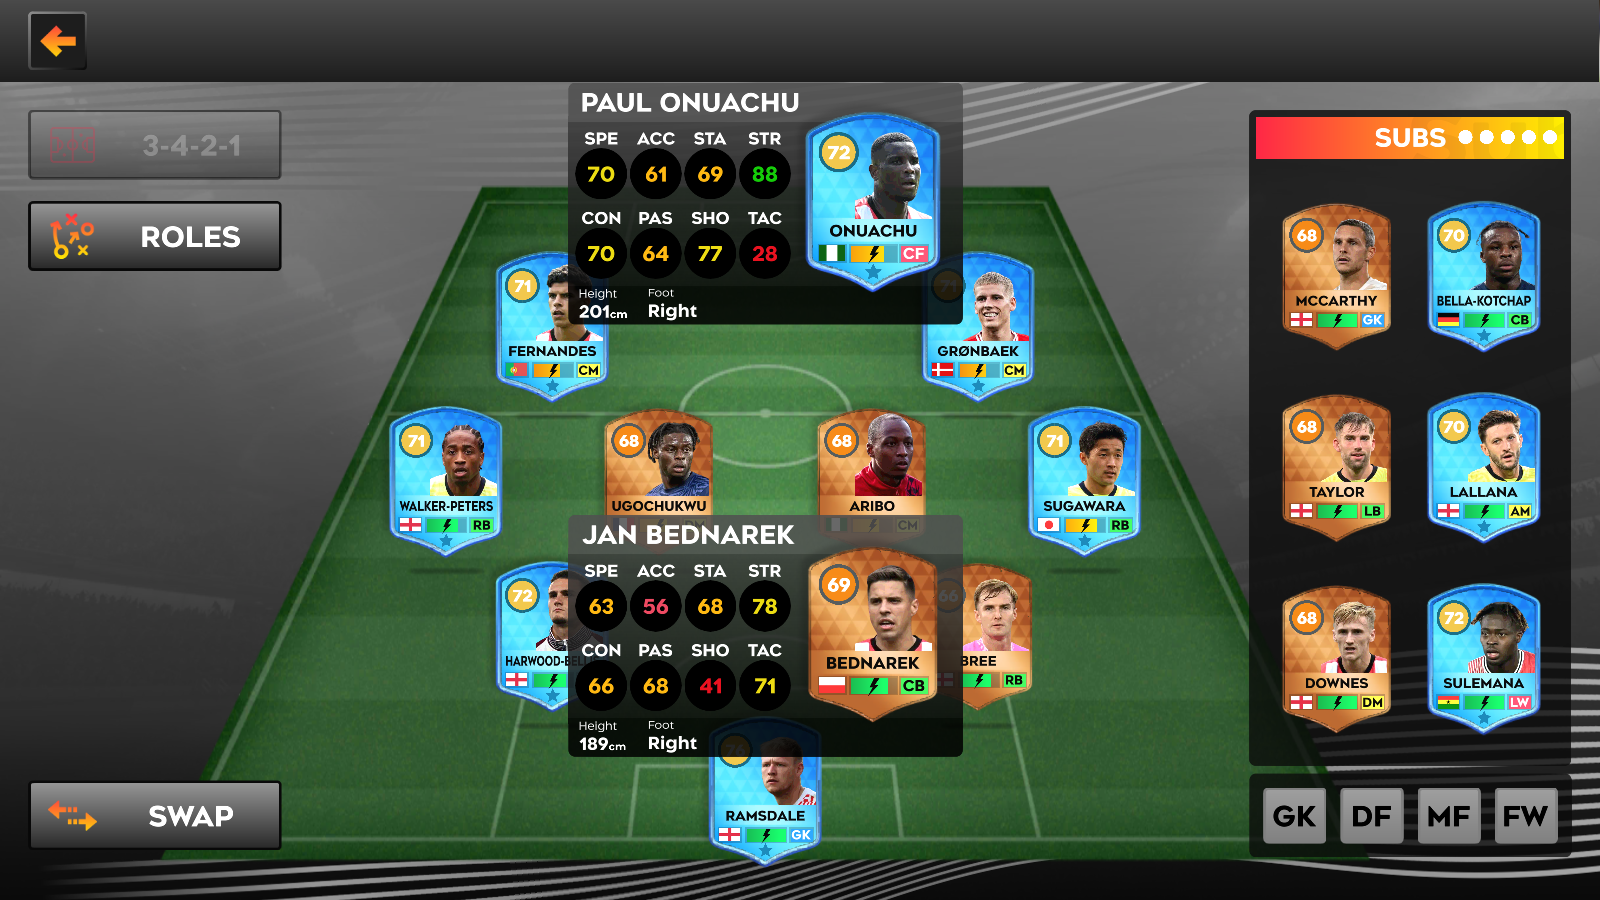 3-4-2-1
ROLES
SWAP
PAUL ONUACHU
SPE ACC STA STR
70 61 69 88
CON PAS SHO TAC
70 64 77 28
Height Foot
201cm Right
72
ONUACHU
CF
71
FERNANDES
CM
71
GRØNBAEK
CM
71
WALKER-PETERS
RB
68
UGOCHUKWU
68
ARIBO
CM
71
SUGAWARA
RB
JAN BEDNAREK
SPE ACC STA STR
63 56 68 78
CON PAS SHO TAC
66 68 41 71
Height Foot
189cm Right
69
BEDNAREK
CB
72
HARWOOD-BELL
66
BREE
RB
RAMSDALE
GK
SUBS
68
MCCARTHY
GK
70
BELLA-KOTCHAP
CB
68
TAYLOR
LB
70
LALLANA
AM
68
DOWNES
DM
72
SULEMANA
LW
GK DF MF FW